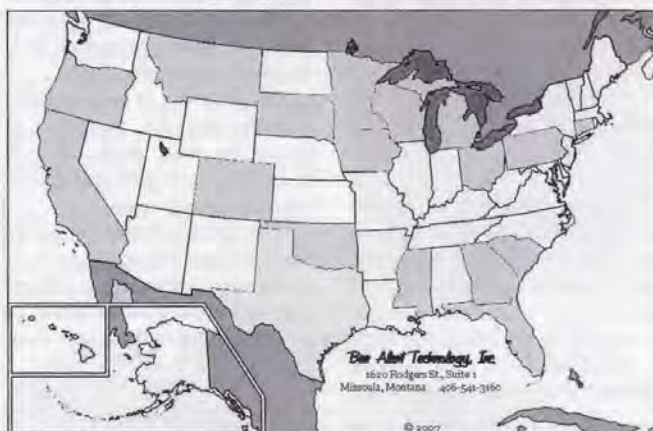 Bee Alert Technology, Inc.
1620 Rodgers St., Suite 1
Missoula, Montana 406-541-3160
© 2007